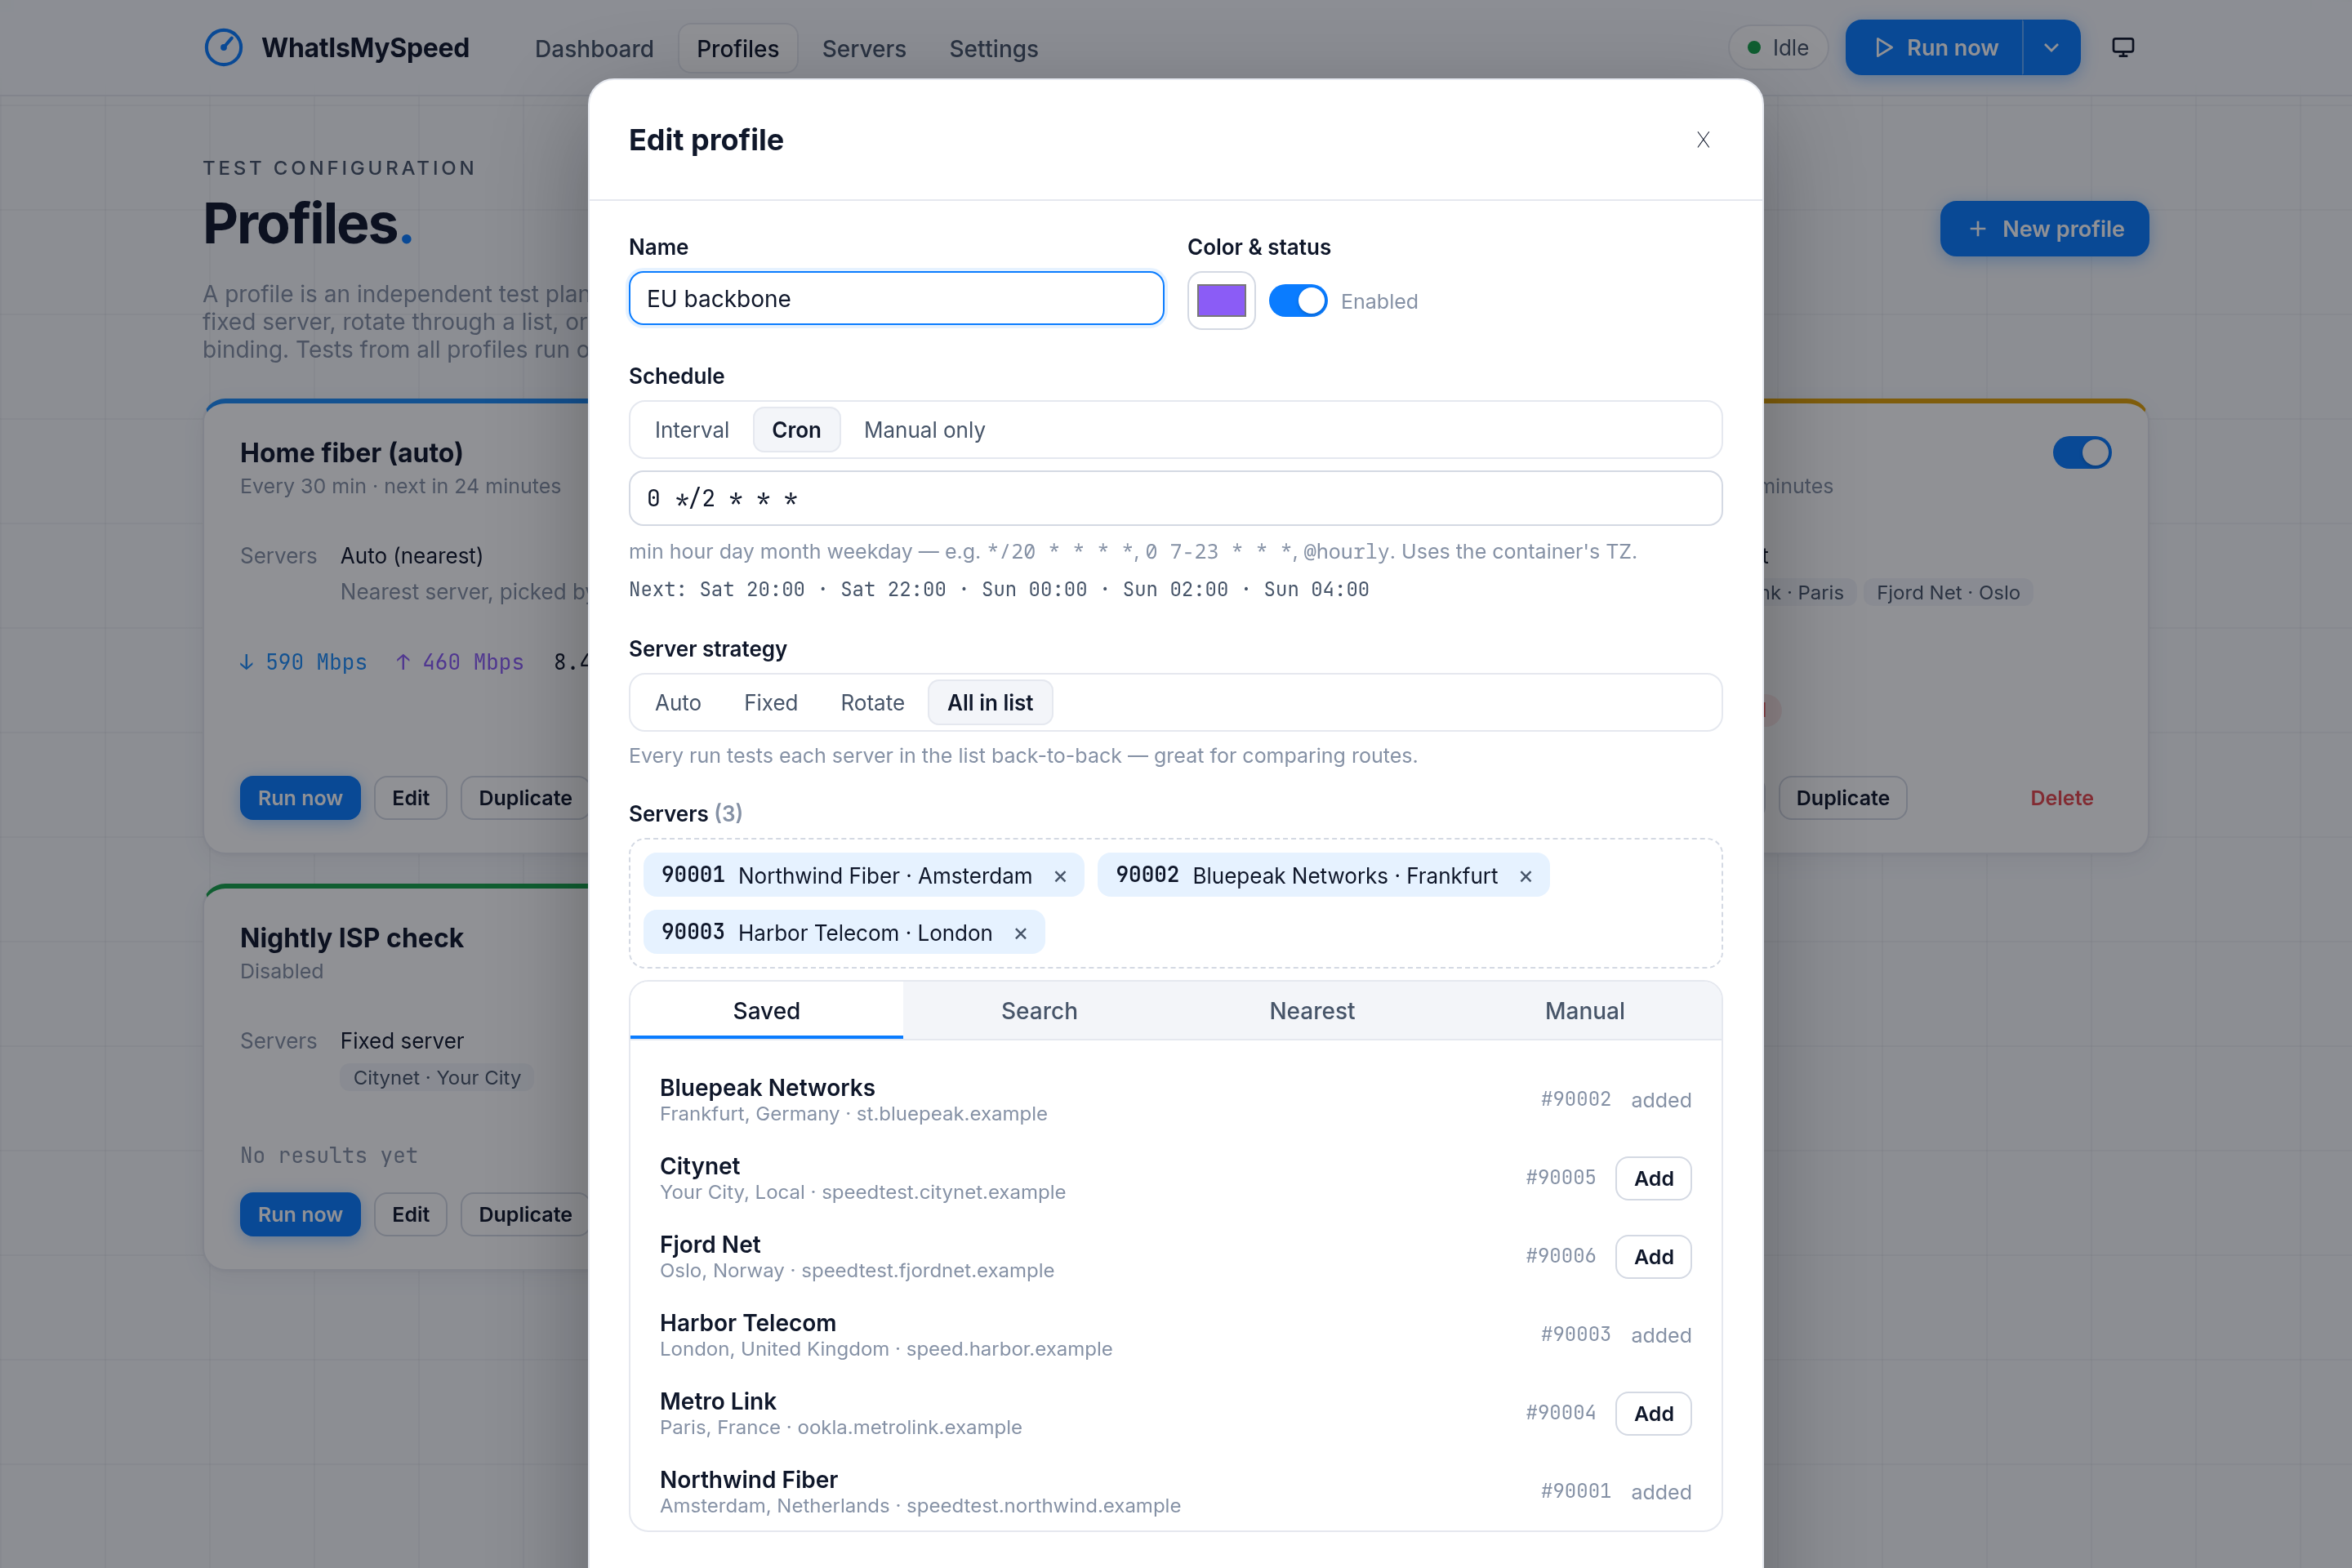 WhatIsMySpeed
Dashboard
Profiles
Servers
Settings
Idle
Run now
TEST CONFIGURATION
Profiles.
A profile is an independent test plan
fixed server, rotate through a list, or
binding. Tests from all profiles run
New profile
Home fiber (auto)
Every 30 min · next in 24 minutes
Servers
Auto (nearest)
Nearest server, picked by
↓ 590 Mbps ↑ 460 Mbps 8.4
Run now
Edit
Duplicate
Nightly ISP check
Disabled
Servers
Fixed server
Citynet · Your City
No results yet
Run now
Edit
Duplicate
Edit profile
X
Name
Color & status
EU backbone
Enabled
Schedule
Interval
Cron
Manual only
0 */2 * * *
min hour day month weekday — e.g. */20 * * * *, 0 7-23 * * *, @hourly. Uses the container's TZ.
Next: Sat 20:00 · Sat 22:00 · Sun 00:00 · Sun 02:00 · Sun 04:00
Server strategy
Auto
Fixed
Rotate
All in list
Every run tests each server in the list back-to-back — great for comparing routes.
Servers (3)
90001 Northwind Fiber · Amsterdam ×
90002 Bluepeak Networks · Frankfurt ×
90003 Harbor Telecom · London ×
Saved
Search
Nearest
Manual
Bluepeak Networks
Frankfurt, Germany · st.bluepeak.example
#90002 added
Citynet
Your City, Local · speedtest.citynet.example
#90005 Add
Fjord Net
Oslo, Norway · speedtest.fjordnet.example
#90006 Add
Harbor Telecom
London, United Kingdom · speed.harbor.example
#90003 added
Metro Link
Paris, France · ookla.metrolink.example
#90004 Add
Northwind Fiber
Amsterdam, Netherlands · speedtest.northwind.example
#90001 added
minutes
· Paris
Fjord Net · Oslo
Duplicate
Delete